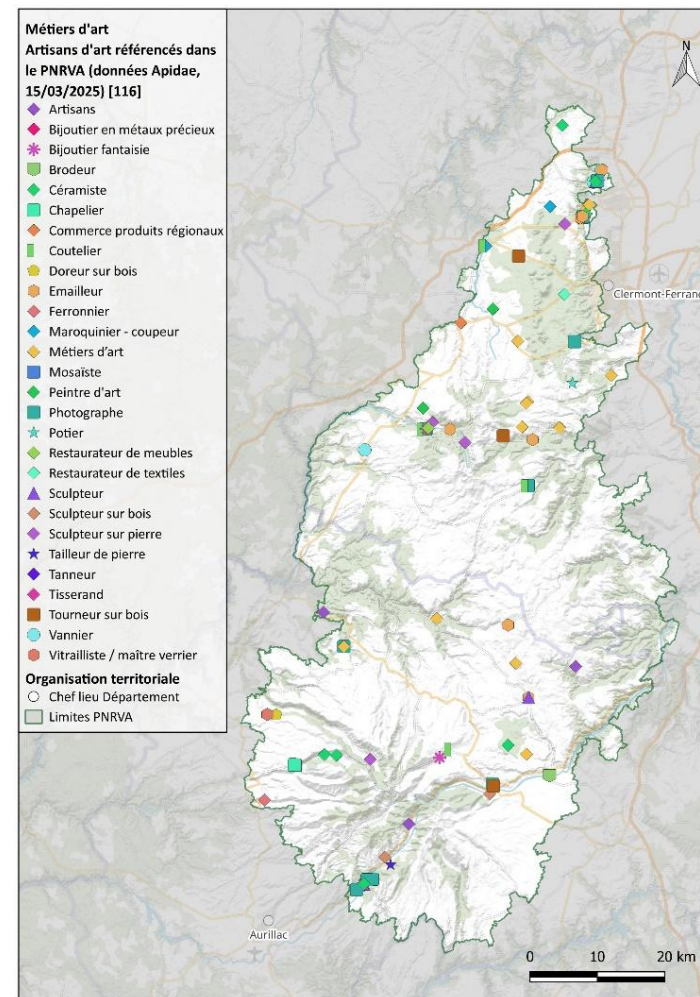 Métiers d'art
Artisans d'art référencés dans
le PNRVA (données Apidae,
15/03/2025) [116]
Artisans
Bijoutier en métaux précieux
Bijoutier fantaisie
Brodeur
Céramiste
Chapelier
Commerce produits régionaux
Coutelier
Doreur sur bois
Emailleur
Ferronnier
Maroquinier - coupeur
Métiers d'art
Mosaïste
Peintre d'art
Photographe
Potier
Restaurateur de meubles
Restaurateur de textiles
Sculpteur
Sculpteur sur bois
Sculpteur sur pierre
Tailleur de pierre
Tanneur
Tisserand
Tourneur sur bois
Vannier
Vitrailliste / maître verrier
Organisation territoriale
Chef lieu Département
Limites PNRVA
N
Clermont-Ferrand
Aurillac
0 10 20 km